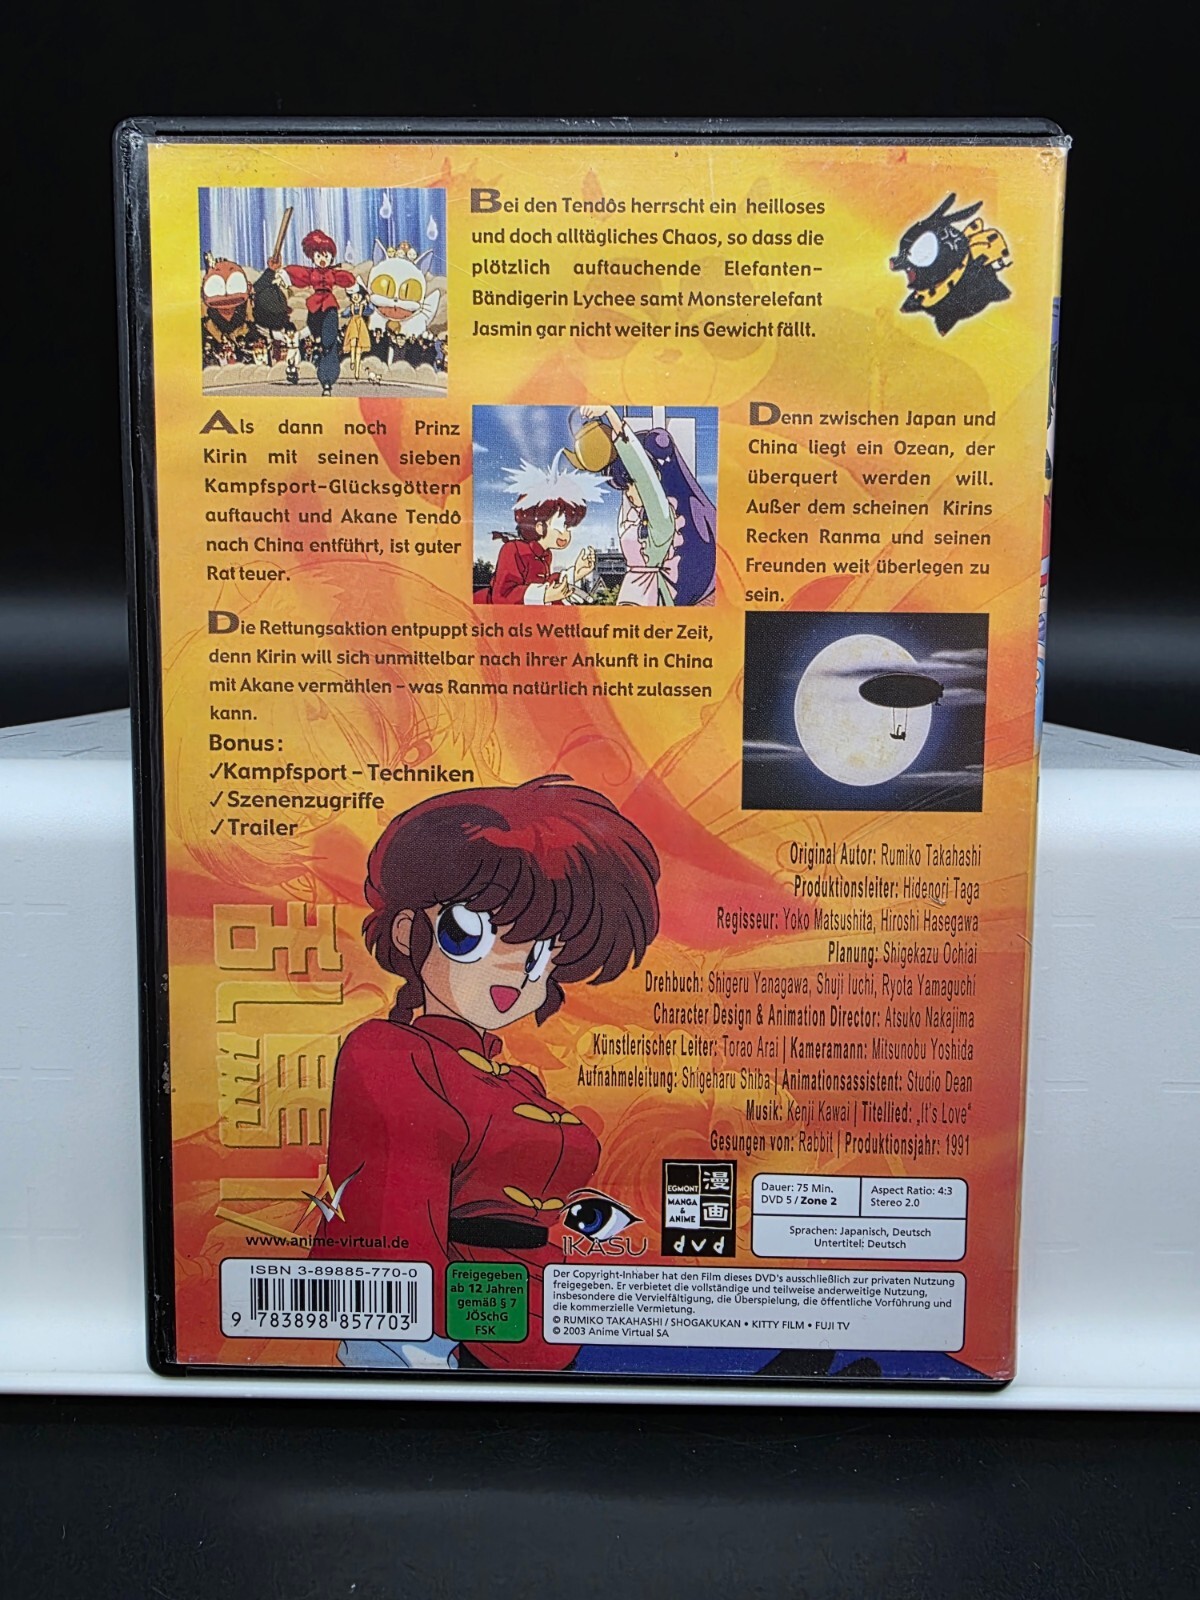 Bei den Tendôs herrscht ein heilloses
und doch alltägliches Chaos, so dass die
plötzlich auftauchende Elefanten-
Bändigerin Lychee samt Monsterelefant
Jasmin gar nicht weiter ins Gewicht fällt.
Als dann noch Prinz
Kirin mit seinen sieben
Kampfsport-Glücksgöttern
auftaucht und Akane Tendô
nach China entführt, ist guter
Rat teuer.
Denn zwischen Japan und
China liegt ein Ozean, der
überquert werden will.
Außer dem scheinen Kirins
Recken Ranma und seinen
Freunden weit überlegen zu
sein.
Die Rettungsaktion entpuppt sich als Wettlauf mit der Zeit,
denn Kirin will sich unmittelbar nach ihrer Ankunft in China
mit Akane vermählen - was Ranma natürlich nicht zulassen
kann.
Bonus:
✓Kampfsport - Techniken
✓Szenenzugriffe
✓Trailer
Original Autor: Rumiko Takahashi
Produktionsleiter: Hidenori Taga
Regisseur: Yoko Matsushita, Hiroshi Hasegawa
Planung: Shigekazu Ochiai
Drehbuch: Shigeru Yanagawa, Shuji Iuchi, Ryota Yamaguchi
Character Design & Animation Director: Atsuko Nakajima
Künstlerischer Leiter: Torao Arai | Kameramann: Mitsunobu Yoshida
Aufnahmeleitung: Shigeharu Shiba | Animationsassistent: Studio Dean
Musik: Kenji Kawai | Titellied: „It's Love"
Gesungen von: Rabbit | Produktionsjahr: 1991
www.anime-virtual.de
IKASU
EGMONT
漫画
MANGA
&
ANIME
dvd
Dauer: 75 Min.
DVD 5 / Zone 2
Aspect Ratio: 4:3
Stereo 2.0
Sprachen: Japanisch, Deutsch
Untertitel: Deutsch
ISBN 3-89885-770-0
9 783898 857703
Freigegeben
ab 12 Jahren
gemäß § 7
JÖSchG
FSK
Der Copyright-Inhaber hat den Film dieses DVD's ausschließlich zur privaten Nutzung
freigegeben. Er verbietet die vollständige und teilweise anderweitige Nutzung,
insbesondere die Vervielfältigung, die Überspielung, die öffentliche Vorführung und
die kommerzielle Vermietung.
© RUMIKO TAKAHASHI / SHOGAKUKAN • KITTY FILM • FUJI TV
© 2003 Anime Virtual SA